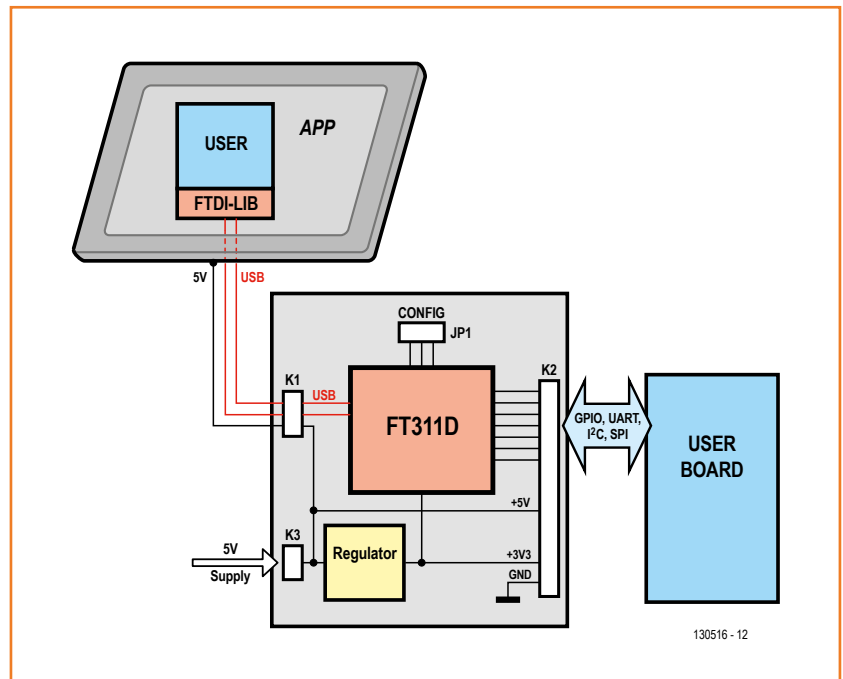 APP
USER
FTDI-LIB
5V
USB
CONFIG
JP1
K1
K2
USB
FT311D
GPIO, UART,
I²C, SPI
USER
BOARD
+5V
K3
5V
Supply
Regulator
+3V3
GND
130516 - 12